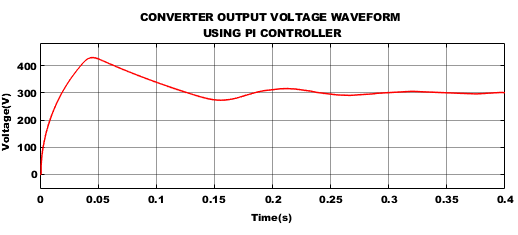 CONVERTER OUTPUT VOLTAGE WAVEFORM
USING PI CONTROLLER
Voltage(V)
400
300
200
100
0
0 0.05 0.1 0.15 0.2 0.25 0.3 0.35 0.4
Time(s)